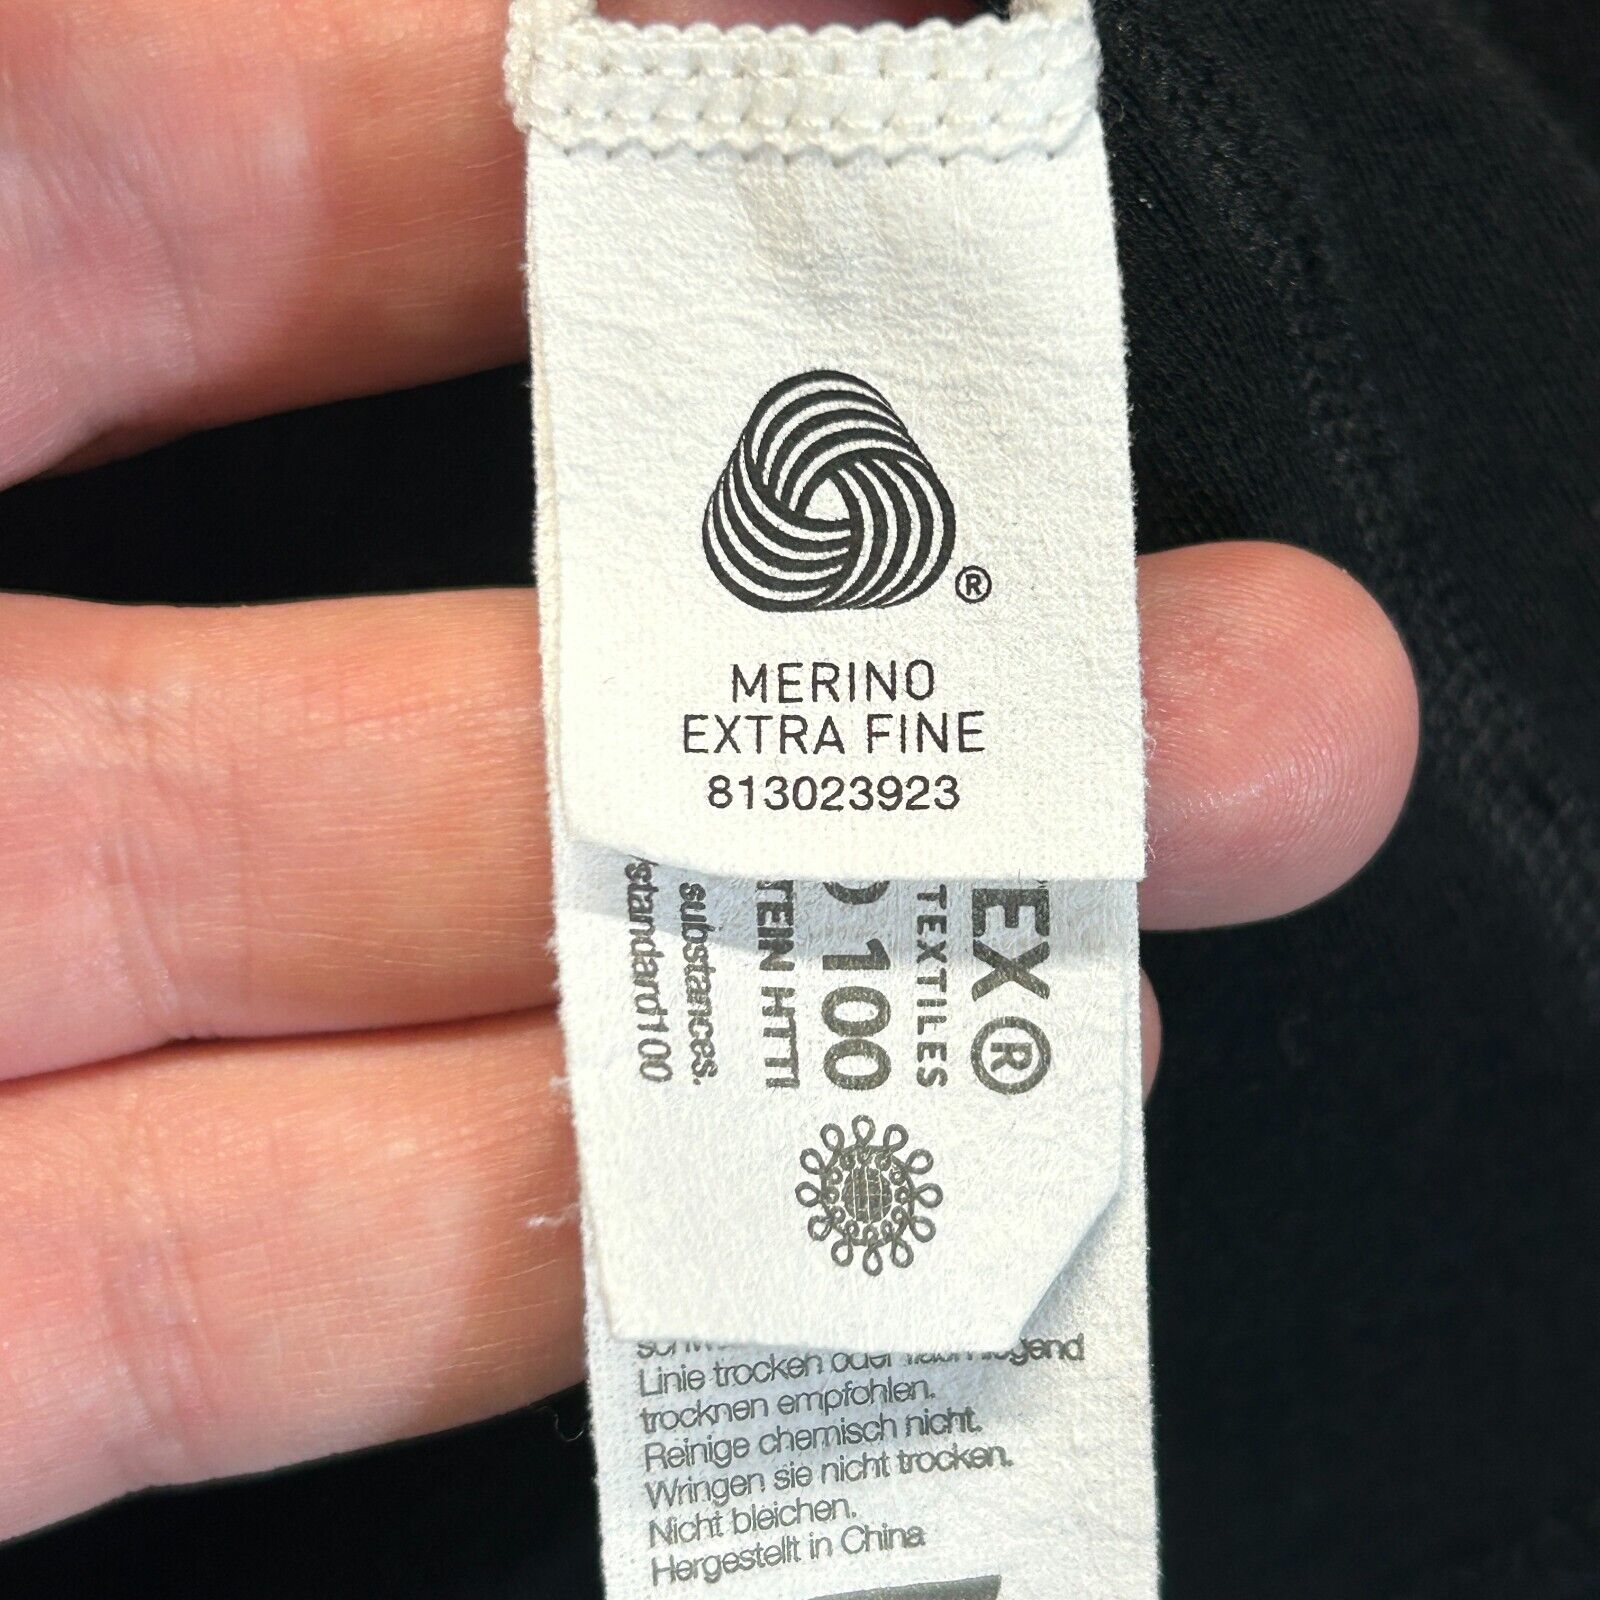 ®
MERINO
EXTRA FINE
813023923
EX®
TEXTILES
100
HTTI
substances.
/standard100
Linie trocken oder
trocknen empfohlen.
Reinige chemisch nicht.
Wringen sie nicht trocken.
Nicht bleichen.
Hergestellt in China